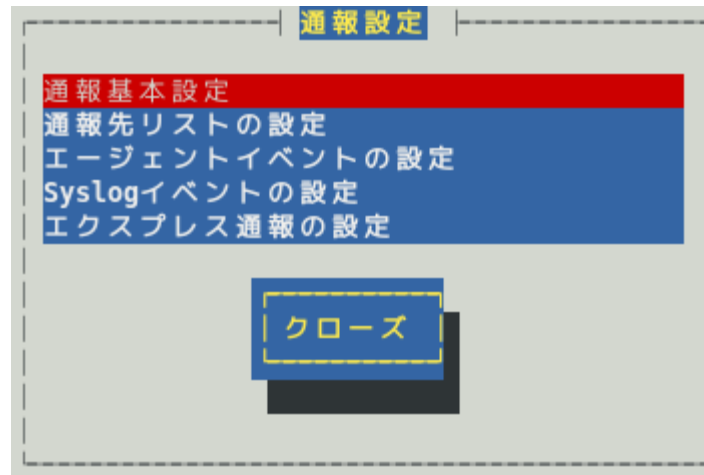 通報設定
通報基本設定
通報先リストの設定
エージェントイベントの設定
Syslogイベントの設定
エクスプレス通報の設定
クローズ